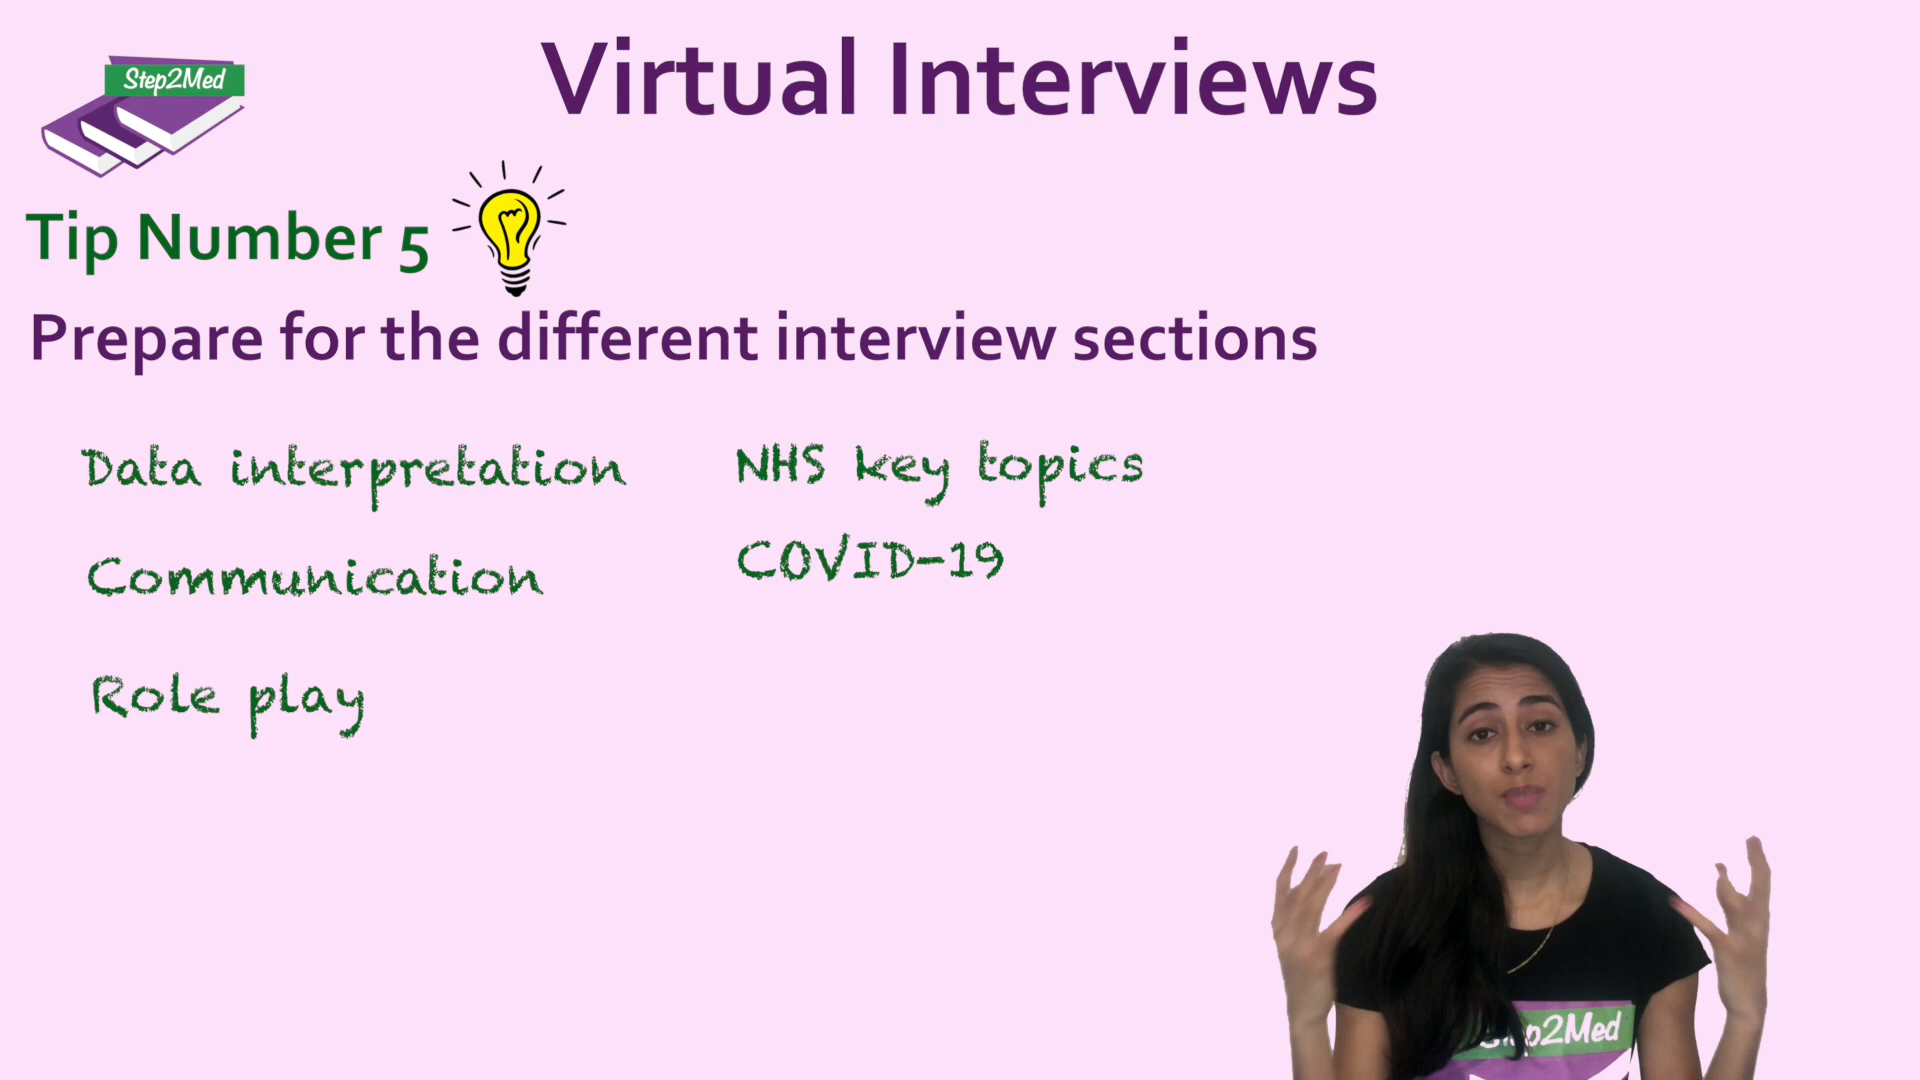 Virtual Interviews
Step2Med
Tip Number 5
Prepare for the different interview sections
Data interpretation
Communication
Role play
NHS key topics
COVID-19
p2Med